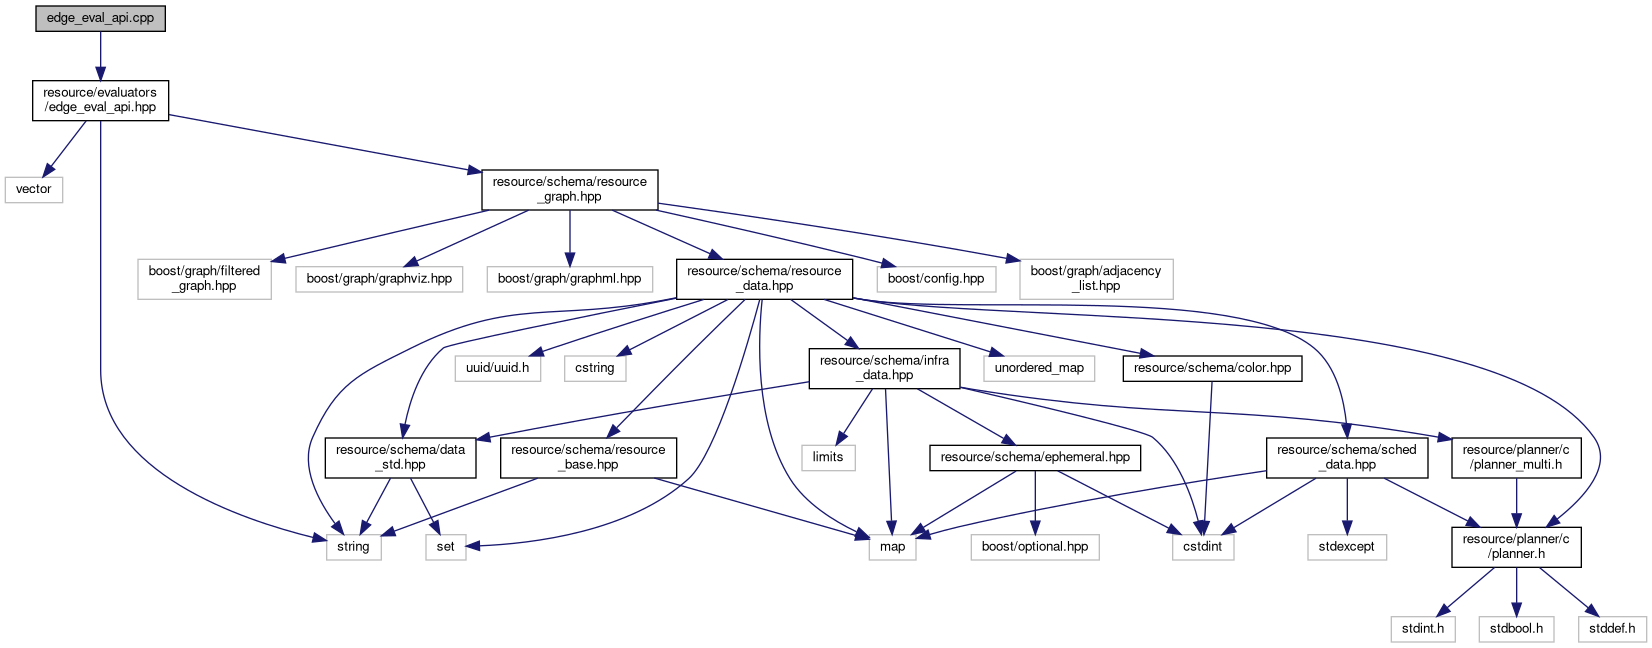 edge_eval_api.cpp
resource/evaluators
/edge_eval_api.hpp
vector
resource/schema/resource
_graph.hpp
boost/graph/filtered
_graph.hpp
boost/graph/graphviz.hpp
boost/graph/graphml.hpp
resource/schema/resource
_data.hpp
boost/config.hpp
boost/graph/adjacency
_list.hpp
uuid/uuid.h
cstring
resource/schema/infra
_data.hpp
unordered_map
resource/schema/color.hpp
resource/schema/data
_std.hpp
resource/schema/resource
_base.hpp
limits
resource/schema/ephemeral.hpp
resource/schema/sched
_data.hpp
resource/planner/c
/planner_multi.h
string
set
map
boost/optional.hpp
cstdint
stdexcept
resource/planner/c
/planner.h
stdint.h
stdbool.h
stddef.h